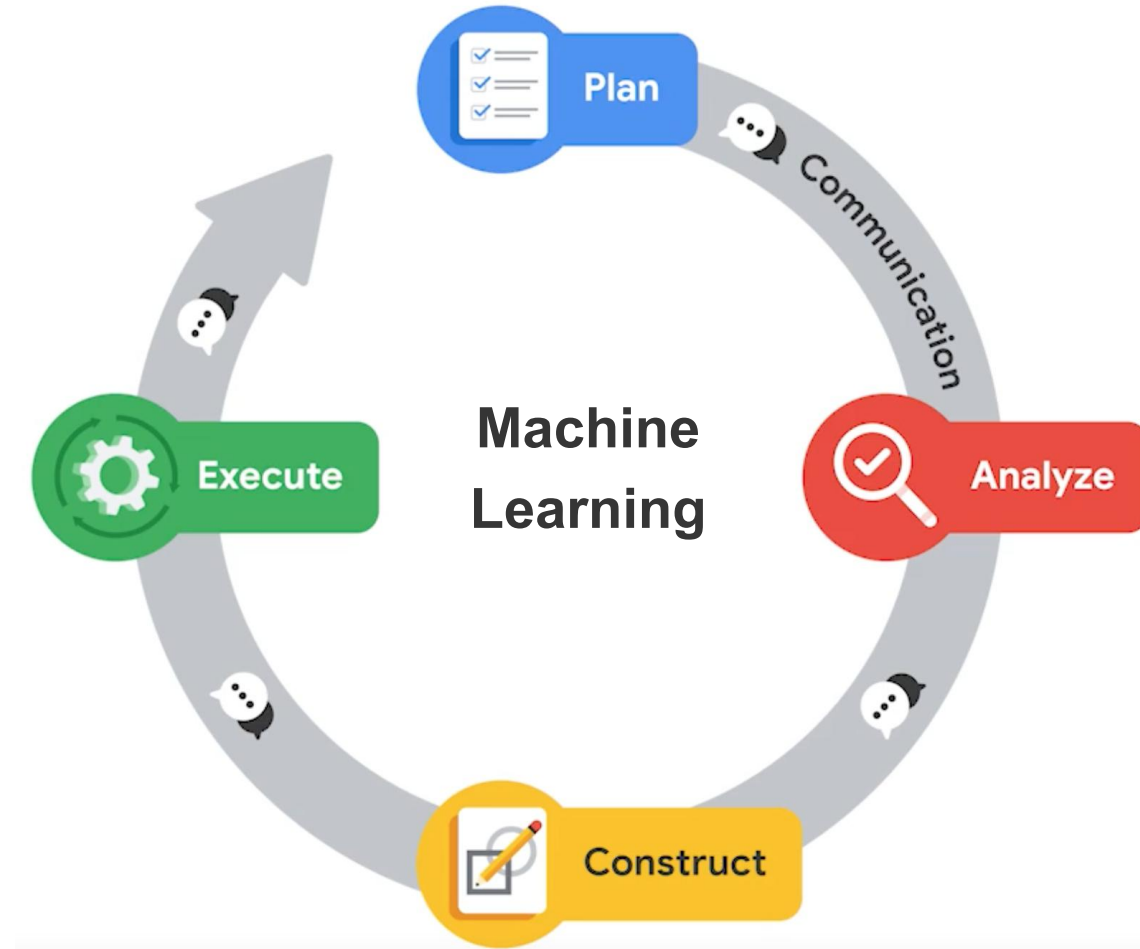 Plan
Communication
Machine
Learning
Execute
Analyze
Construct